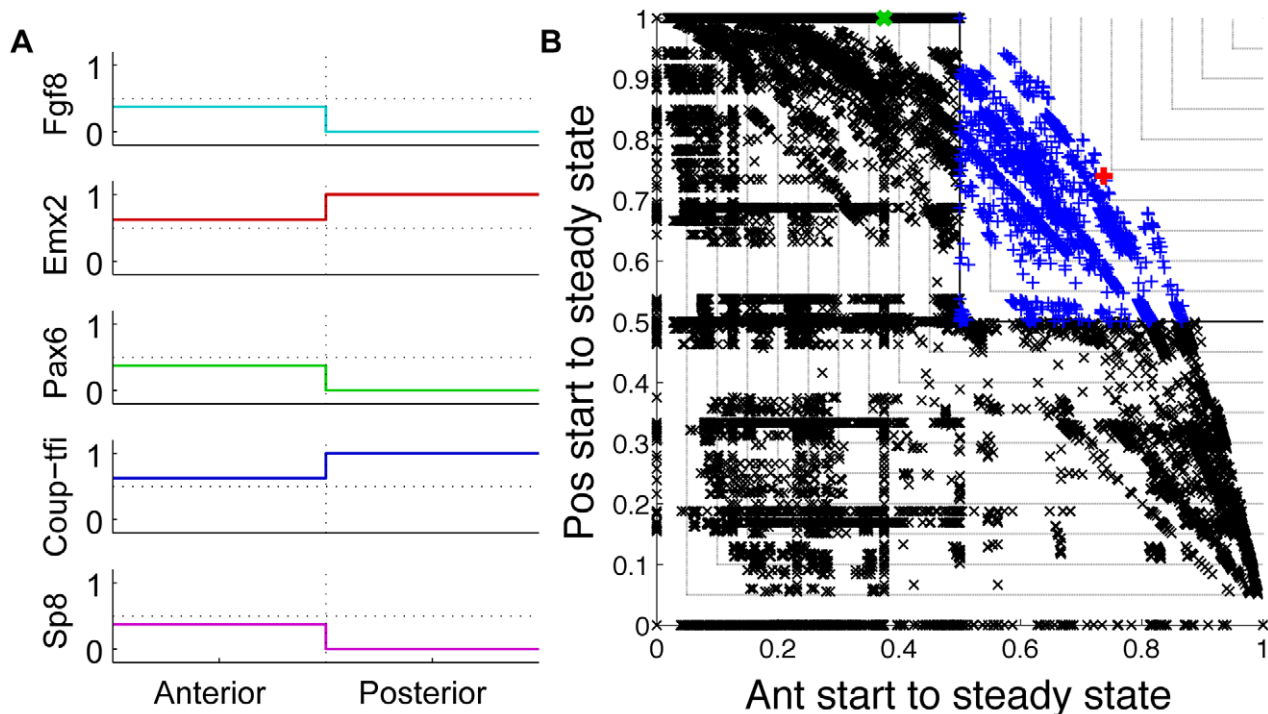 A
Fgf8
1
0
Emx2
1
0
Pax6
1
0
Coup-tfi
1
0
Sp8
1
0
Anterior
Posterior
B
Pos start to steady state
1
0.9
0.8
0.7
0.6
0.5
0.4
0.3
0.2
0.1
0
0
0.2
0.4
0.6
0.8
1
Ant start to steady state